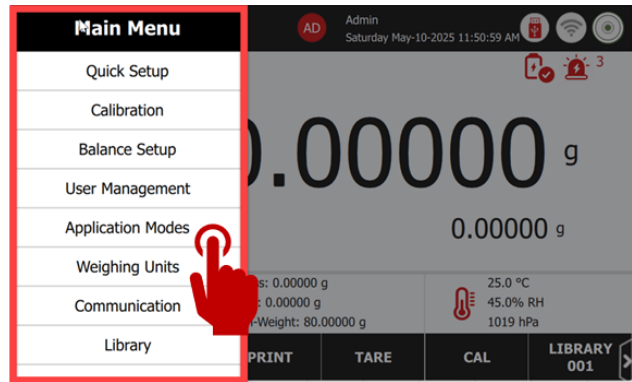 Main Menu
Quick Setup
Calibration
Balance Setup
User Management
Application Modes
Weighing Units
Communication
Library
AD
Admin
Saturday May-10-2025 11:50:59 AM
3
0.00000 g
0.00000 g
ss: 0.00000 g
: 0.00000 g
-Weight: 80.00000 g
25.0 °C
45.0% RH
1019 hPa
PRINT
TARE
CAL
LIBRARY
001